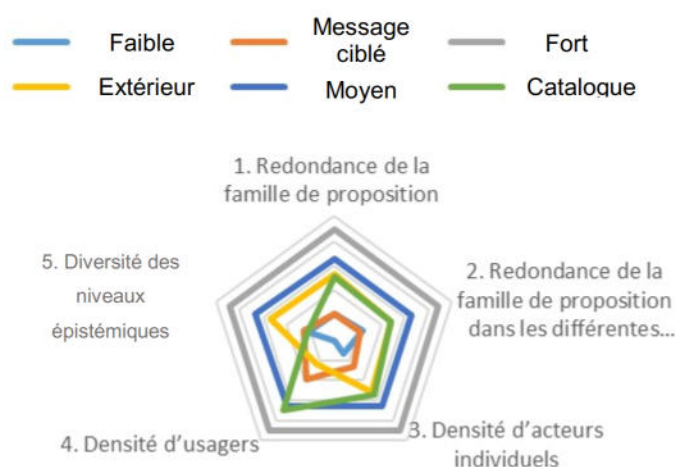 Faible
Message
ciblé
Fort
Extérieur
Moyen
Catalogue
1. Redondance de la
famille de proposition
2. Redondance de la
famille de proposition
dans les différentes...
3. Densité d'acteurs
individuels
4. Densité d'usagers
5. Diversité des
niveaux
épistémiques